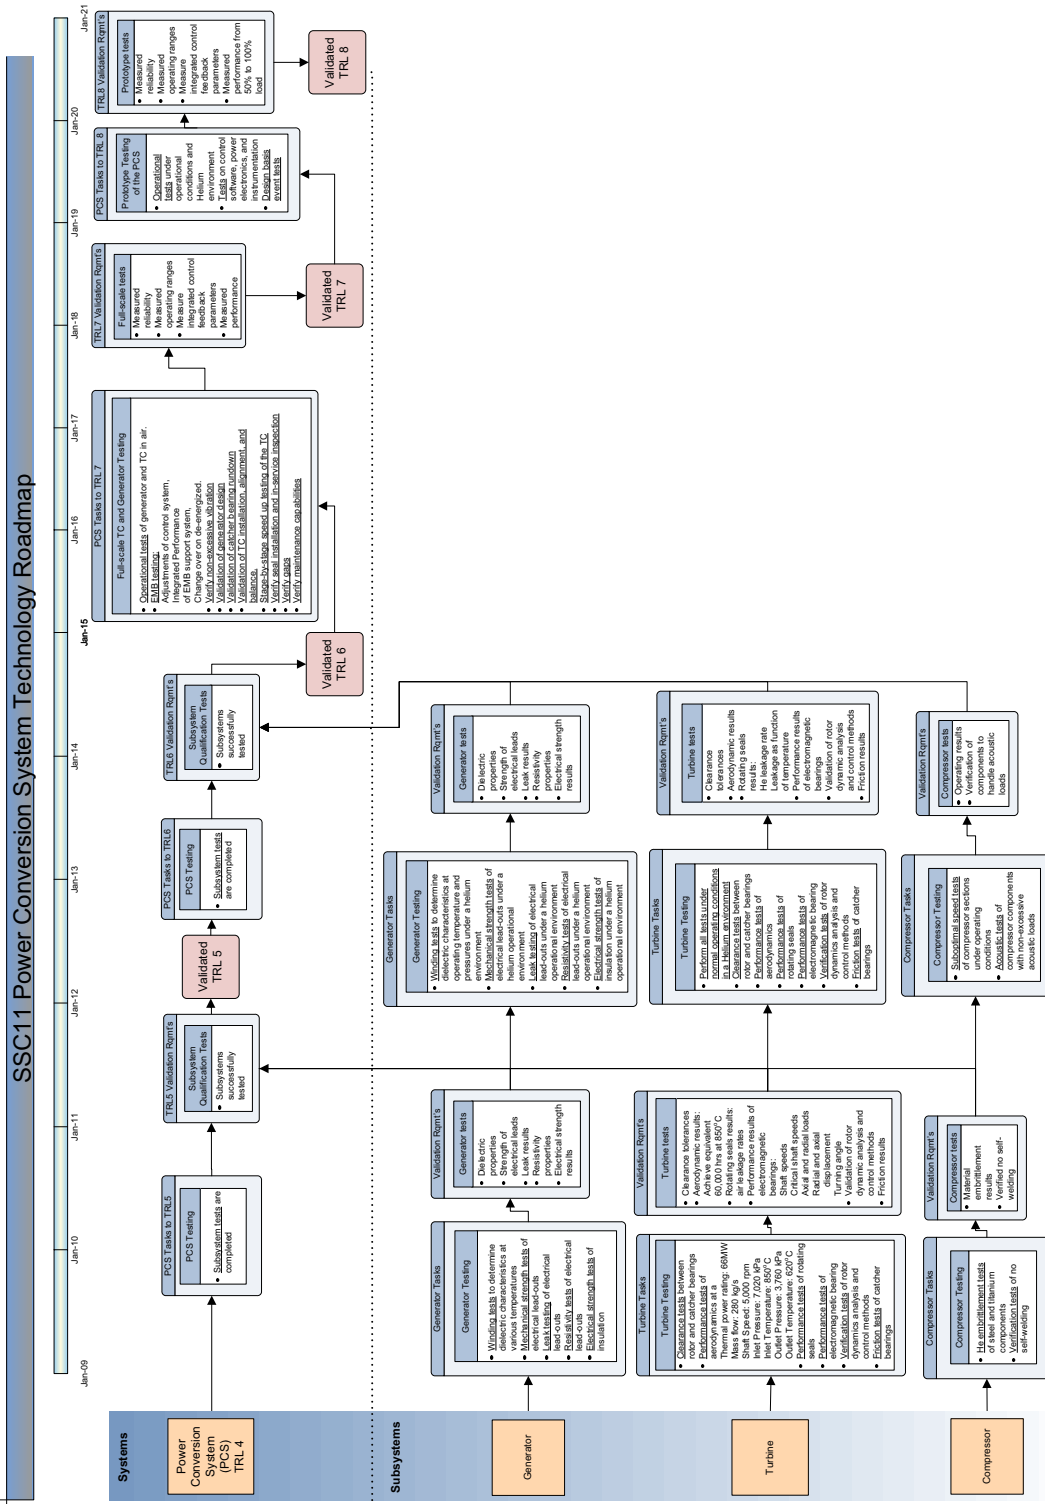 SSC11 Power Conversion System Technology Roadmap
Jan-09
Jan-10
Jan-11
Jan-12
Jan-13
Jan-14
Jan-15
Jan-16
Jan-17
Jan-18
Jan-19
Jan-20
Jan-21
Systems
Power
Conversion
System
(PCS)
TRL 4
PCS Tasks to TRL5
PCS Testing
• Subsystem tests are
completed
TRL5 Validation Rqmt's
Subsystem
Qualification Tests
• Subsystems
successfully
tested
Validated
TRL 5
PCS Tasks to TRL6
PCS Testing
• Subsystem tests
are completed
TRL6 Validation Rqmt's
Subsystem
Qualification Tests
• Subsystems
successfully
tested
Validated
TRL 6
PCS Tasks to TRL 7
Full-scale TC and Generator Testing
• Operational tests of generator and TC in air.
• EMB testing:
Adjustments of control system,
Integrated Performance
of EMB support system,
Change over on de-energized.
• Verify non-excessive vibration
• Validation of generator design
• Validation of catcher bearing rundown
• Validation of TC installation, alignment, and
balance.
• Stage-by-stage speed up testing of the TC
• Verify seal installation and in-service inspection
• Verify gaps
• Verify maintenance capabilities
TRL7 Validation Rqmt's
Full-scale tests
• Measured
reliability
• Measured
operating ranges
• Measure
integrated control
feedback
parameters
• Measured
performance
Validated
TRL 7
PCS Tasks to TRL 8
Prototype Testing
of the PCS
• Operational
tests under
operational
conditions and
Helium
environment
• Tests on control
software, power
electronics, and
instrumentation
• Design basis
event tests
TRL8 Validation Rqmt's
Prototype tests
• Measured
reliability
• Measured
operating ranges
• Measure
integrated control
feedback
parameters
• Measured
performance from
50% to 100%
load
Validated
TRL 8
Subsystems
Generator
Generator Tasks
Generator Testing
• Winding tests to determine
dielectric characteristics at
various temperatures
• Mechanical strength tests of
electrical lead-outs
• Leak testing of electrical
lead-outs
• Resistivity tests of electrical
lead-outs
• Electrical strength tests of
insulation
Validation Rqmt's
Generator tests
• Dielectric
properties
• Strength of
electrical leads
• Leak results
• Resistivity
properties
• Electrical strength
results
Generator Tasks
Generator Testing
• Winding tests to determine
dielectric characteristics at
operating temperature and
pressures under a helium
environment
• Mechanical strength tests of
electrical lead-outs under a
helium operational
environment
• Leak testing of electrical
lead-outs under a helium
operational environment
• Resistivity tests of electrical
lead-outs under a helium
operational environment
• Electrical strength tests of
insulation under a helium
operational environment
Validation Rqmt's
Generator tests
• Dielectric
properties
• Strength of
electrical leads
• Leak results
• Resistivity
properties
• Electrical strength
results
Turbine
Turbine Tasks
Turbine Testing
• Clearance tests between
rotor and catcher bearings
• Performance tests of
aerodynamics at a
Thermal power rating: 66MW
Mass flow: 280 kg/s
Shaft Speed: 5,000 rpm
Inlet Pressure: 7,020 kPa
Inlet Temperature: 850°C
Outlet Pressure: 3,760 kPa
Outlet Temperature: 620°C
• Performance tests of rotating
seals
• Performance tests of
electromagnetic bearing
• Verification tests of rotor
dynamics analysis and
control methods
• Friction tests of catcher
bearings
Validation Rqmt's
Turbine tests
• Clearance tolerances
• Aerodynamic results:
Achieve equivalent
60,000 hrs at 850°C
• Rotating seals results:
air leakage rates
• Performance results of
electromagnetic
bearings:
Shaft speeds
Critical shaft speeds
Axial and radial loads
Radial and axial
displacement
Turning angle
• Validation of rotor
dynamic analysis and
control methods
• Friction results
Turbine Tasks
Turbine Testing
• Perform all tests under
normal operating conditions
in a Helium environment
• Clearance tests between
rotor and catcher bearings
• Performance tests of
aerodynamics
• Performance tests of
rotating seals
• Performance tests of
electromagnetic bearing
• Verification tests of rotor
dynamics analysis and
control methods
• Friction tests of catcher
bearings
Validation Rqmt's
Turbine tests
• Clearance
tolerances
• Aerodynamic results
• Rotating seals
results:
He leakage rate
Leakage as function
of temperature
• Performance results
of electromagnetic
bearings
• Validation of rotor
dynamic analysis
and control methods
• Friction results
Compressor
Compressor Tasks
Compressor Testing
• He embrittlement tests
of steel and titanium
components
• Verification tests of no
self-welding
Validation Rqmt's
Compressor tests
• Material
embrittlement
results
• Verified no self-
welding
Compressor Tasks
Compressor Testing
• Suboptimal speed tests
of compressor sections
under operating
conditions
• Acoustic tests of
compressor components
with non-excessive
acoustic loads
Validation Rqmt's
Compressor tests
• Operating results
• Verification of
components to
handle acoustic
loads